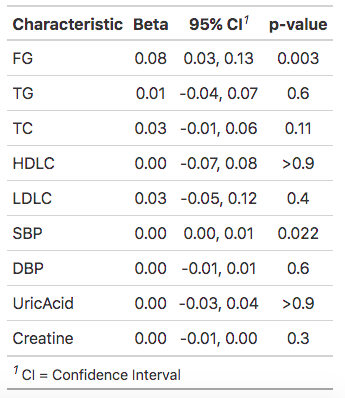 Characteristic Beta 95% CI1 p-value
FG 0.08 0.03, 0.13 0.003
TG 0.01 -0.04, 0.07 0.6
TC 0.03 -0.01, 0.06 0.11
HDLC 0.00 -0.07, 0.08 >0.9
LDLC 0.03 -0.05, 0.12 0.4
SBP 0.00 0.00, 0.01 0.022
DBP 0.00 -0.01, 0.01 0.6
UricAcid 0.00 -0.03, 0.04 >0.9
Creatine 0.00 -0.01, 0.00 0.3
1 CI = Confidence Interval